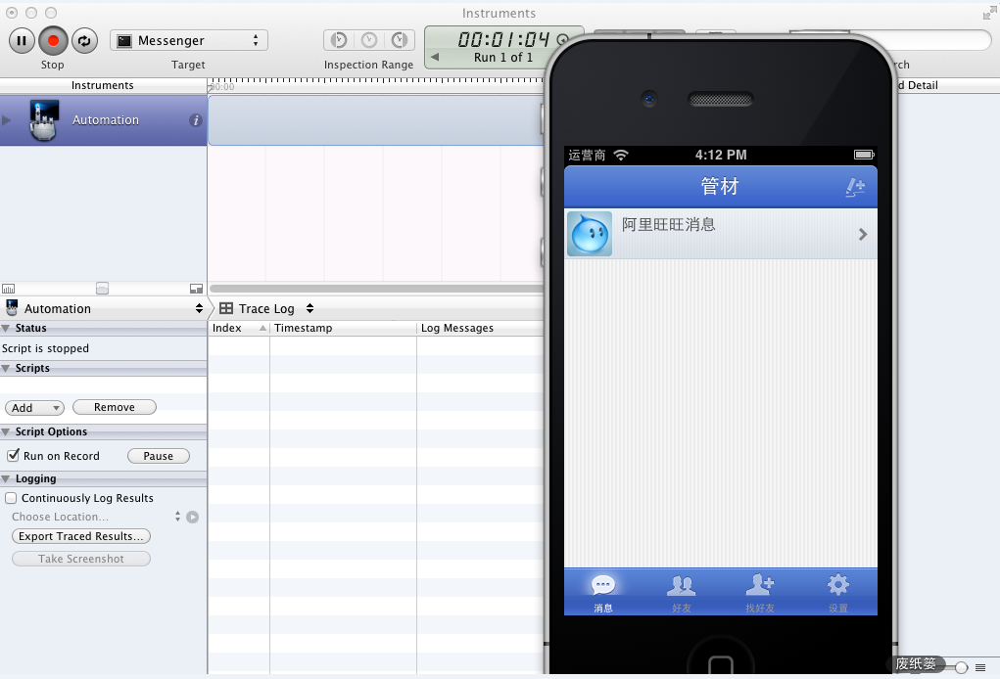 Instruments
Messenger
00:01:04
Run 1 of 1
Stop
Target
Inspection Range
rch
Instruments
00:00
d Detail
Automation
运营商
4:12 PM
管材
阿里旺旺消息
Automation
Trace Log
Status
Index
Timestamp
Log Messages
Script is stopped
Scripts
Add
Remove
Script Options
Run on Record
Pause
Logging
Continuously Log Results
Choose Location...
Export Traced Results...
Take Screenshot
消息
好友
找好友
设置
废纸篓